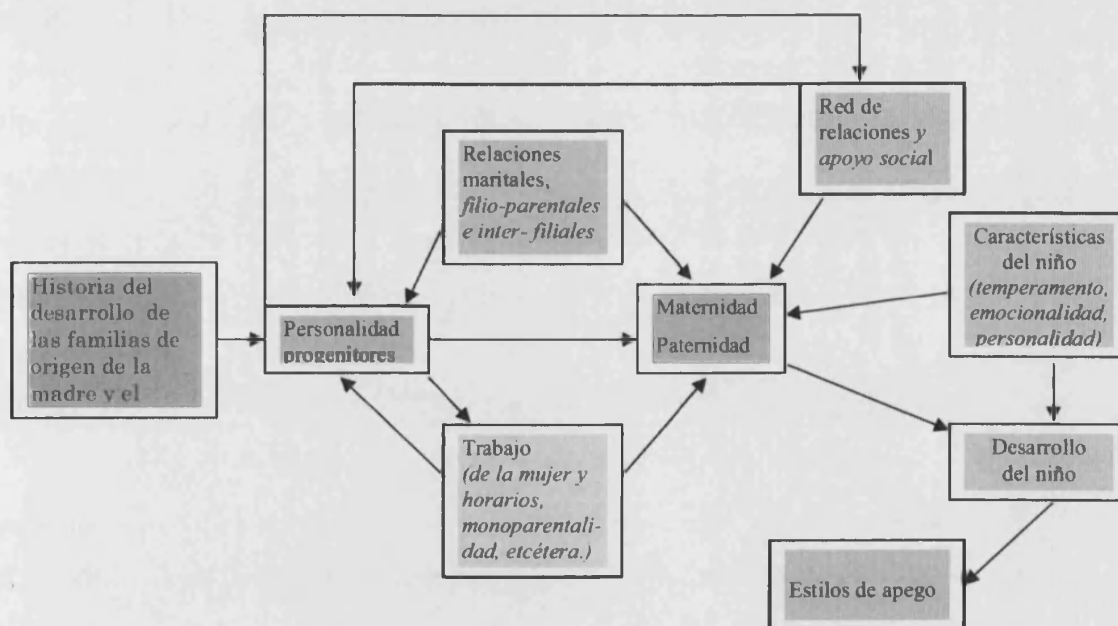 Red de
relaciones y
apoyo social
Relaciones
maritales,
filio-parentales
e inter- filiales
Características
del niño
(temperamento,
emocionalidad,
personalidad)
Historia del
desarrollo de
las familias de
origen de la
madre y el
Personalidad
progenitores
Maternidad
Paternidad
Trabajo
(de la mujer y
horarios,
monoparentali-
dad, etcétera.)
Desarrollo
del niño
Estilos de apego